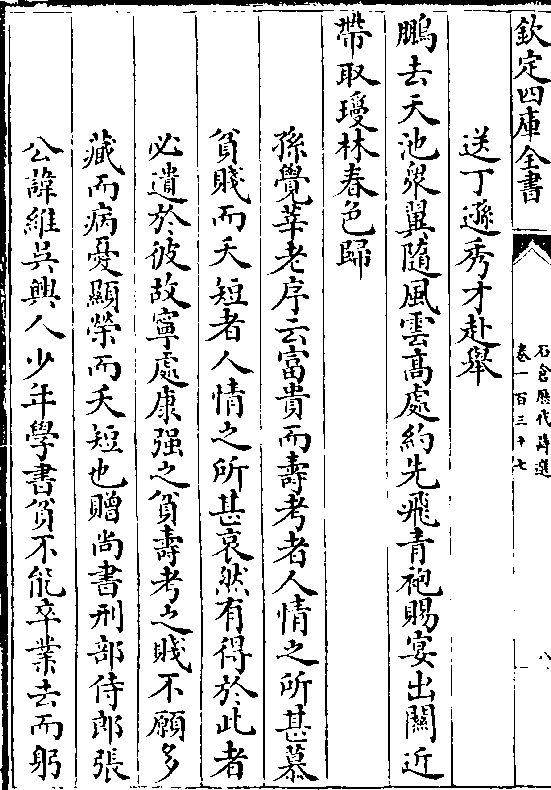 欽定四庫全書
石倉歷代詩選
卷一百三十七
八
送丁遜秀才赴舉
鵬去天池衆翼隨風雲高處約先飛青袍賜宴出關近
帶取瓊林春色歸
孫覺莘老序云富貴而壽考者人情之所甚慕
貧賤而夭短者人情之所甚哀然有得於此者
必遺於彼故寧處康强之貧壽考之賤不願多
藏而病憂顯榮而夭短也贈尚書刑部侍郎張
公諱維吳興人少年學書貧不能卒業去而躬